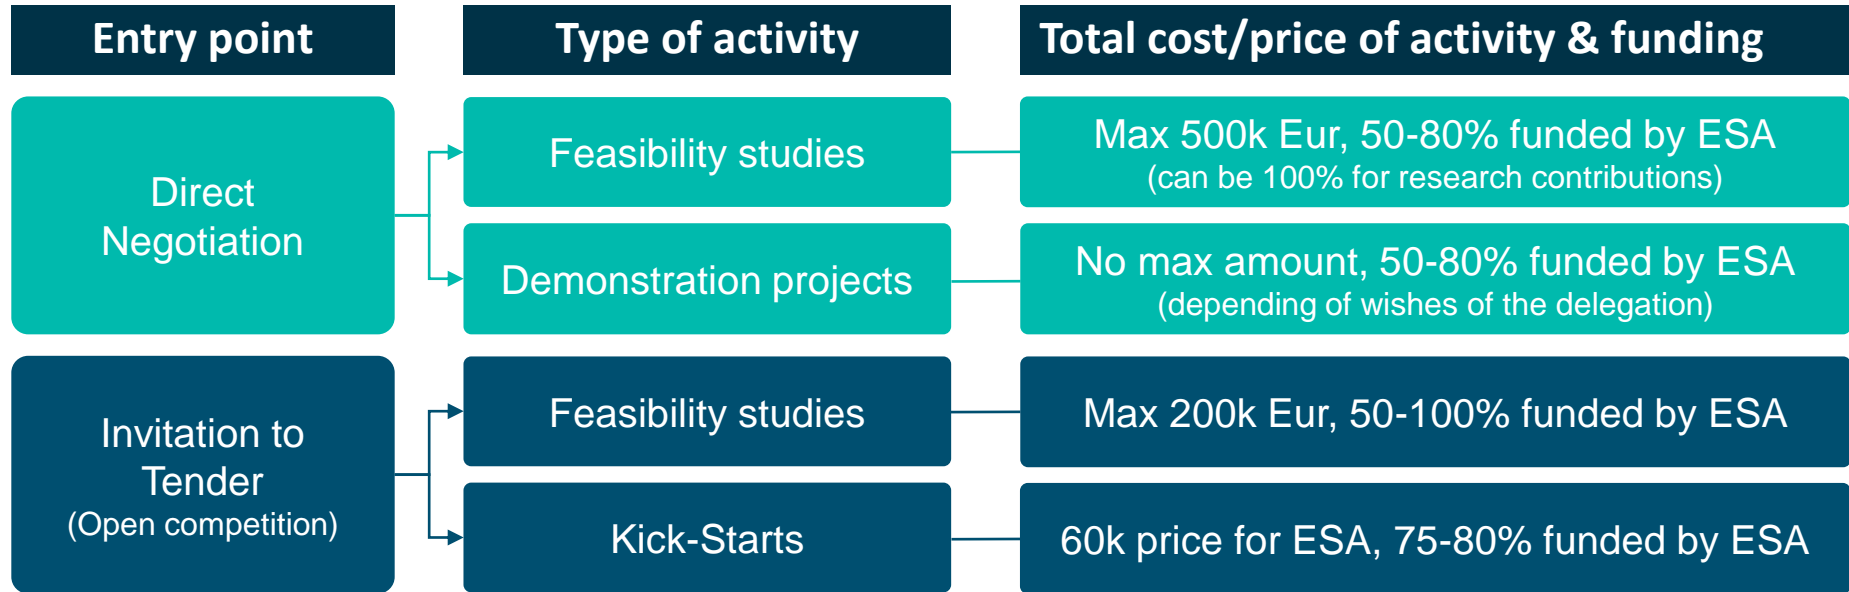 Entry point
Type of activity
Total cost/price of activity & funding
Direct
Negotiation
Feasibility studies
Max 500k Eur, 50-80% funded by ESA
(can be 100% for research contributions)
Demonstration projects
No max amount, 50-80% funded by ESA
(depending of wishes of the delegation)
Invitation to
Tender
(Open competition)
Feasibility studies
Max 200k Eur, 50-100% funded by ESA
Kick-Starts
60k price for ESA, 75-80% funded by ESA